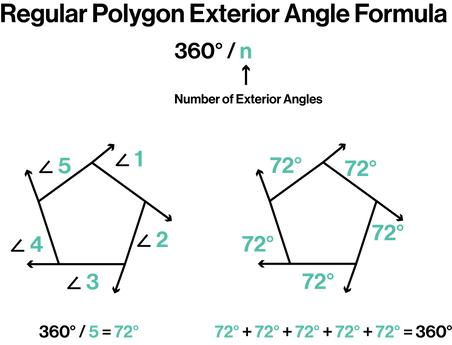 Regular Polygon Exterior Angle Formula
360° / n
Number of Exterior Angles
∠ 5 ∠ 1
∠ 4 ∠ 2
∠ 3
72° 72°
72° 72°
72°
360° / 5 = 72°
72° + 72° + 72° + 72° + 72° = 360°